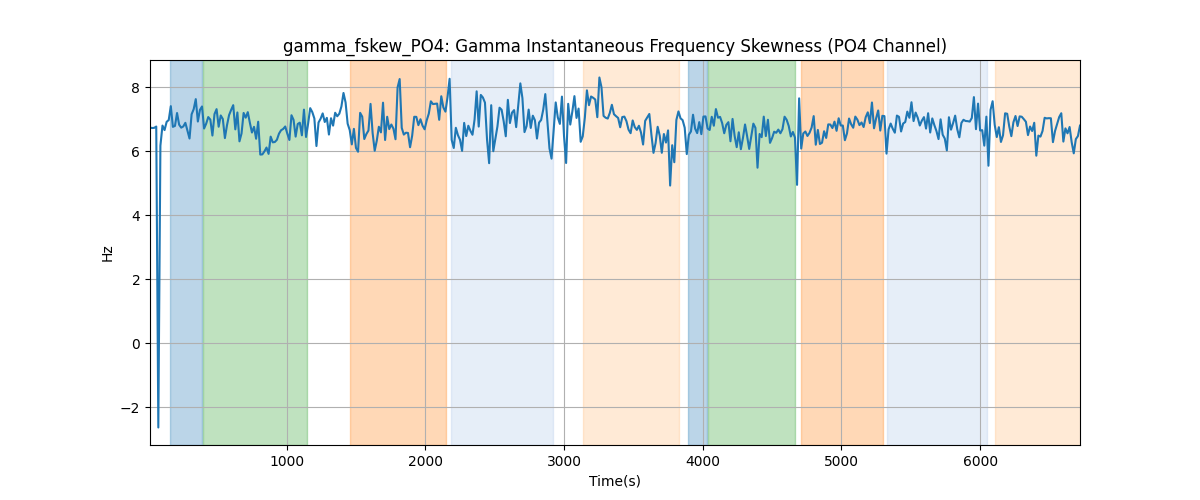 gamma_fskew_PO4: Gamma Instantaneous Frequency Skewness (PO4 Channel)
8
6
4
2
0
−2
Hz
1000 2000 3000 4000 5000 6000
Time(s)